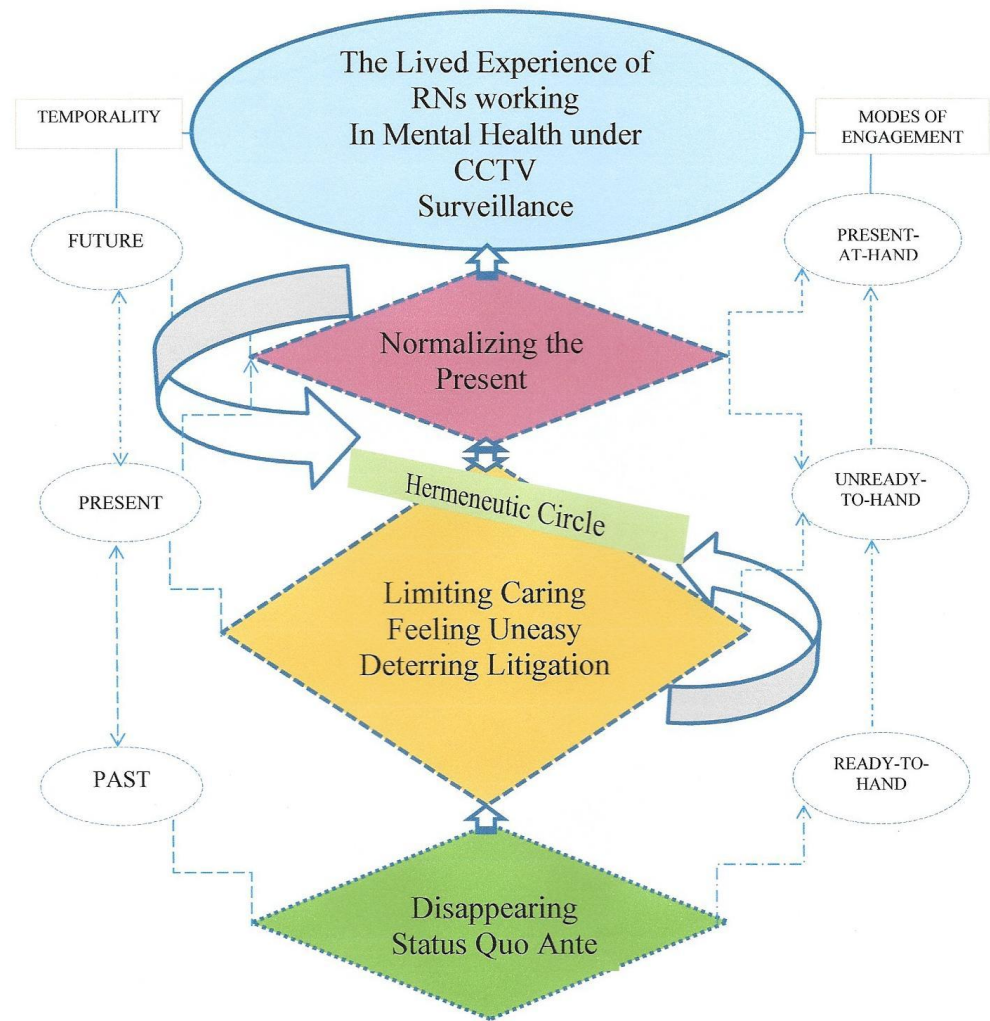 The Lived Experience of
RNs working
In Mental Health under
CCTV
Surveillance
TEMPORALITY
MODES OF
ENGAGEMENT
FUTURE
PRESENT-
AT-HAND
Normalizing the
Present
Hermeneutic Circle
PRESENT
UNREADY-
TO-HAND
Limiting Caring
Feeling Uneasy
Deterring Litigation
PAST
READY-TO-
HAND
Disappearing
Status Quo Ante